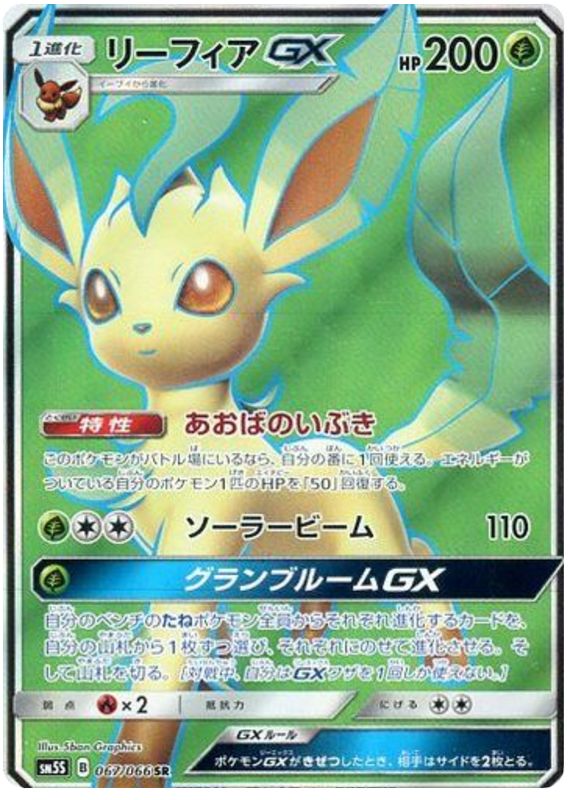 1進化 リーフィアGX HP200
イーブイから進化
特性 あおばのいぶき
このポケモンがバトル場にいるなら、自分の番に1回使える。エネルギーが
ついている自分のポケモン1匹のHPを「50」回復する。
ソーラービーム 110
グランブルームGX
自分のベンチのたねポケモン全員からそれぞれ進化するカードを、
自分の山札から1枚ずつ選び、それぞれにのせて進化させる。そ
して山札を切る。[対戦中、自分はGXワザを1回しか使えない。]
弱点 ×2 抵抗力 にげる
GXルール
ポケモンGXがきぜつしたとき、相手はサイドを2枚とる。
Illus. 5ban Graphics
SM5S B 067/066 SR